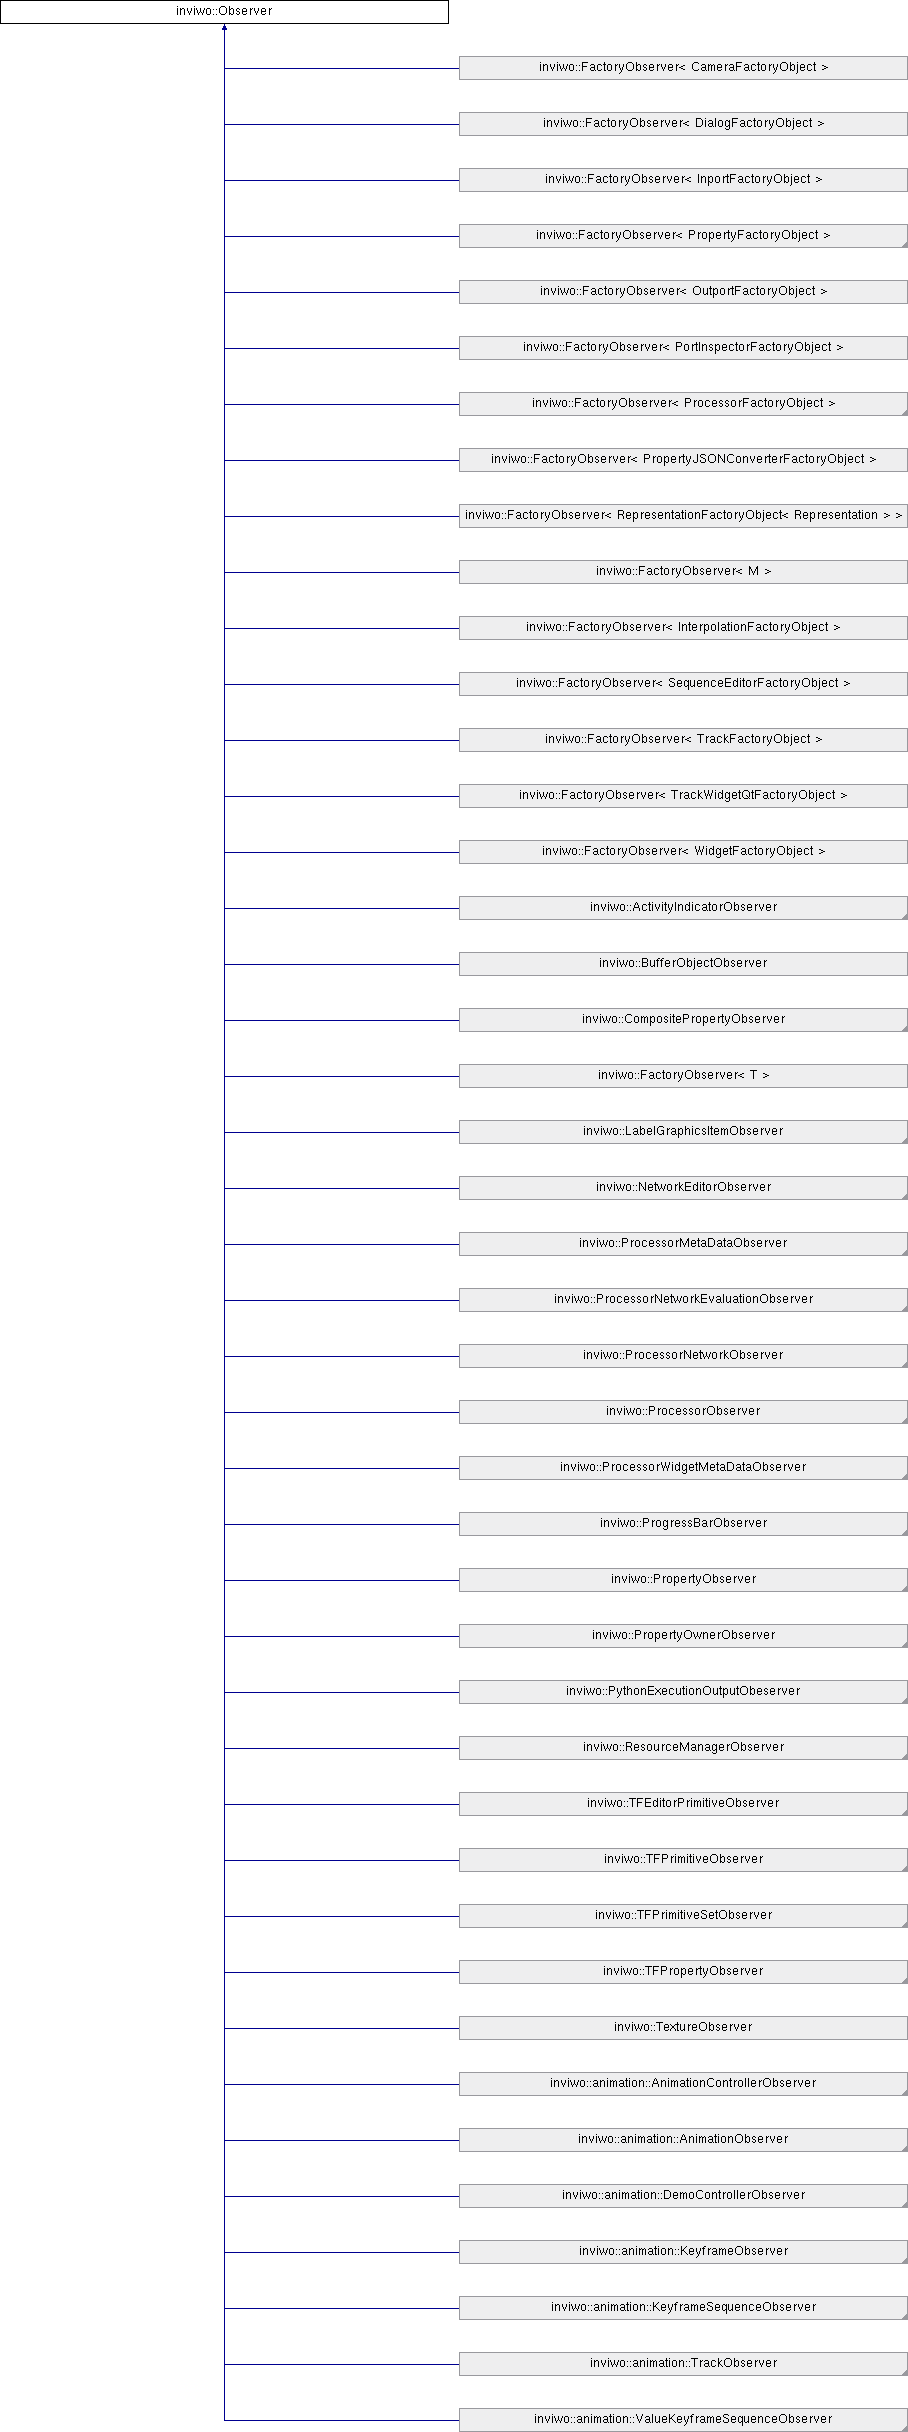 inviwo::Observer
inviwo::FactoryObserver< CameraFactoryObject >
inviwo::FactoryObserver< DialogFactoryObject >
inviwo::FactoryObserver< InportFactoryObject >
inviwo::FactoryObserver< PropertyFactoryObject >
inviwo::FactoryObserver< OutportFactoryObject >
inviwo::FactoryObserver< PortInspectorFactoryObject >
inviwo::FactoryObserver< ProcessorFactoryObject >
inviwo::FactoryObserver< PropertyJSONConverterFactoryObject >
inviwo::FactoryObserver< RepresentationFactoryObject< Representation > >
inviwo::FactoryObserver< M >
inviwo::FactoryObserver< InterpolationFactoryObject >
inviwo::FactoryObserver< SequenceEditorFactoryObject >
inviwo::FactoryObserver< TrackFactoryObject >
inviwo::FactoryObserver< TrackWidgetQtFactoryObject >
inviwo::FactoryObserver< WidgetFactoryObject >
inviwo::ActivityIndicatorObserver
inviwo::BufferObjectObserver
inviwo::CompositePropertyObserver
inviwo::FactoryObserver< T >
inviwo::LabelGraphicsItemObserver
inviwo::NetworkEditorObserver
inviwo::ProcessorMetaDataObserver
inviwo::ProcessorNetworkEvaluationObserver
inviwo::ProcessorNetworkObserver
inviwo::ProcessorObserver
inviwo::ProcessorWidgetMetaDataObserver
inviwo::ProgressBarObserver
inviwo::PropertyObserver
inviwo::PropertyOwnerObserver
inviwo::PythonExecutionOutputObeserver
inviwo::ResourceManagerObserver
inviwo::TFEditorPrimitiveObserver
inviwo::TFPrimitiveObserver
inviwo::TFPrimitiveSetObserver
inviwo::TFPropertyObserver
inviwo::TextureObserver
inviwo::animation::AnimationControllerObserver
inviwo::animation::AnimationObserver
inviwo::animation::DemoControllerObserver
inviwo::animation::KeyframeObserver
inviwo::animation::KeyframeSequenceObserver
inviwo::animation::TrackObserver
inviwo::animation::ValueKeyframeSequenceObserver